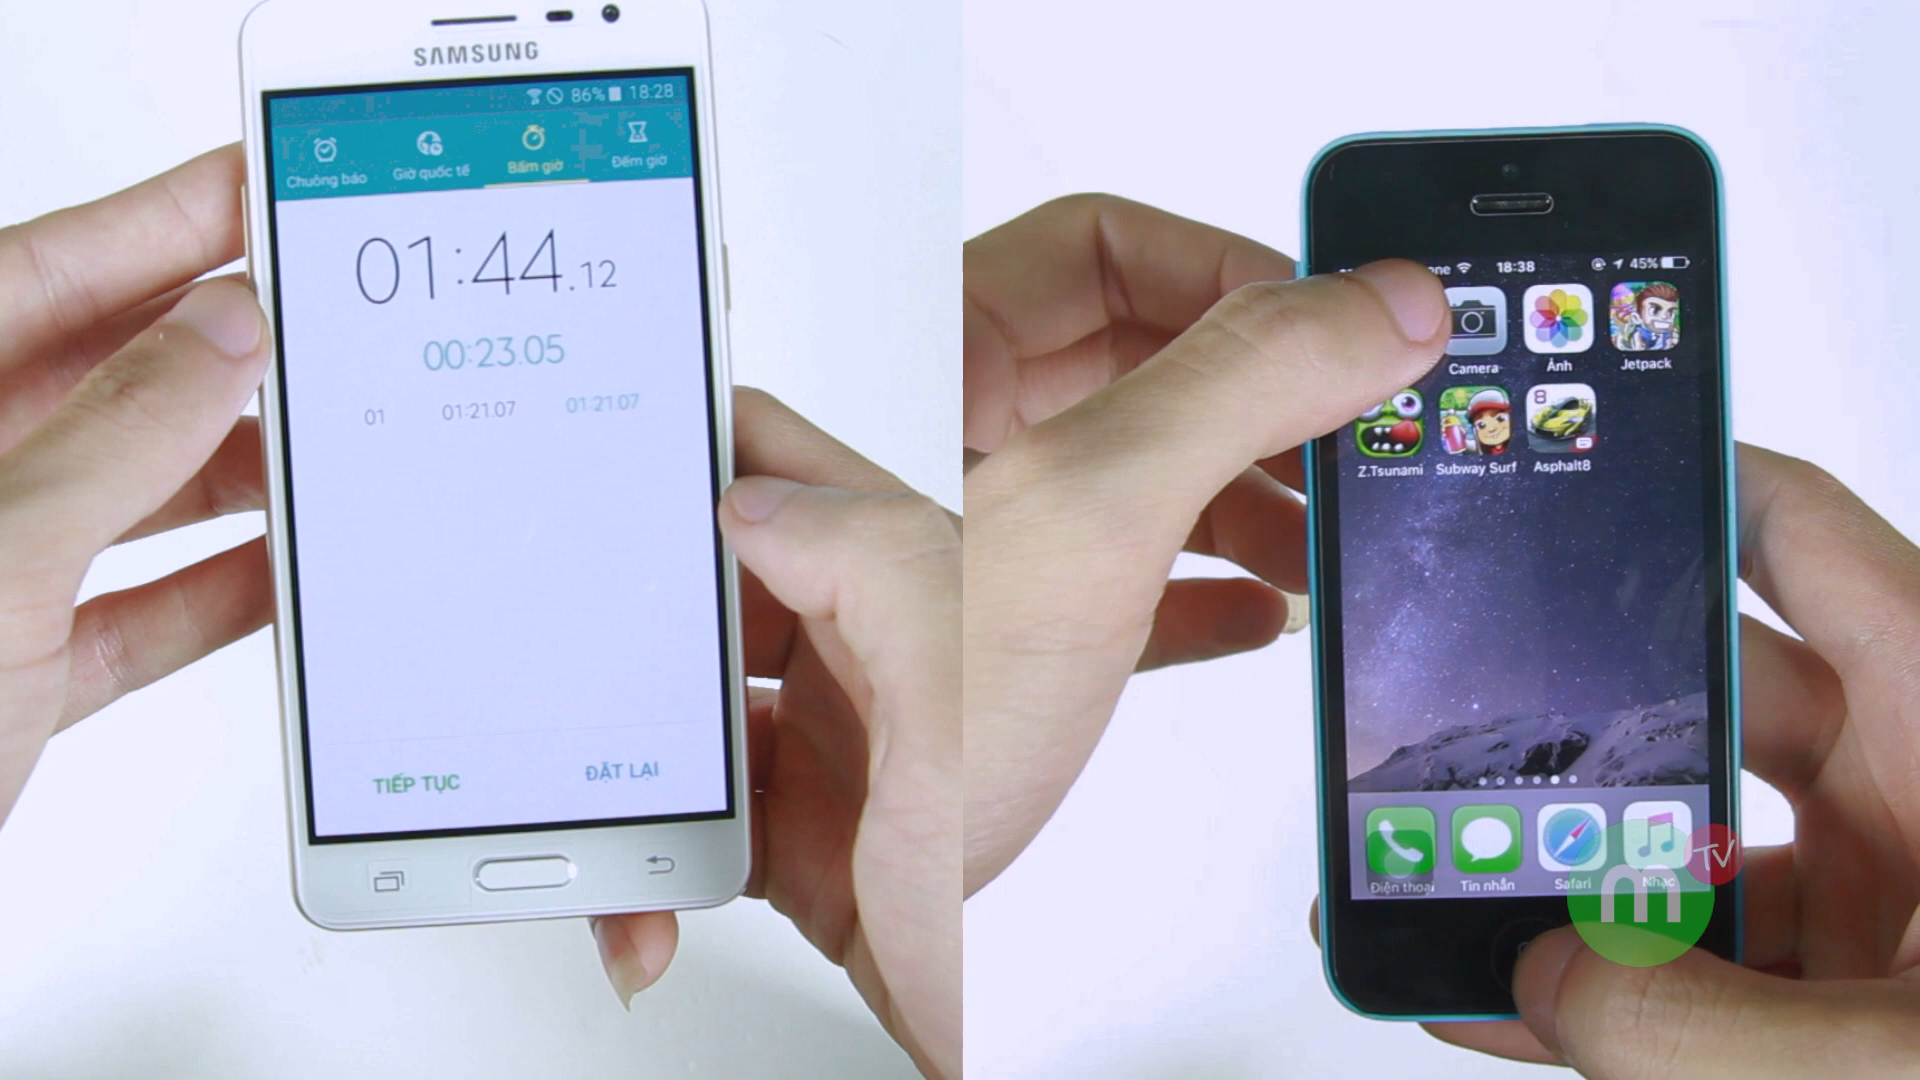 SAMSUNG
86% 18:28
Chuông báo Giờ quốc tế Bấm giờ Đếm giờ
01:44.12
00:23.05
01 01:21.07 01:21.07
TIẾP TỤC ĐẶT LẠI
18:38 45%
Camera Ảnh Jetpack
8
Z.Tsunami Subway Surf Asphalt8
Điện thoại Tin nhắn Safari Nhạc
m TV